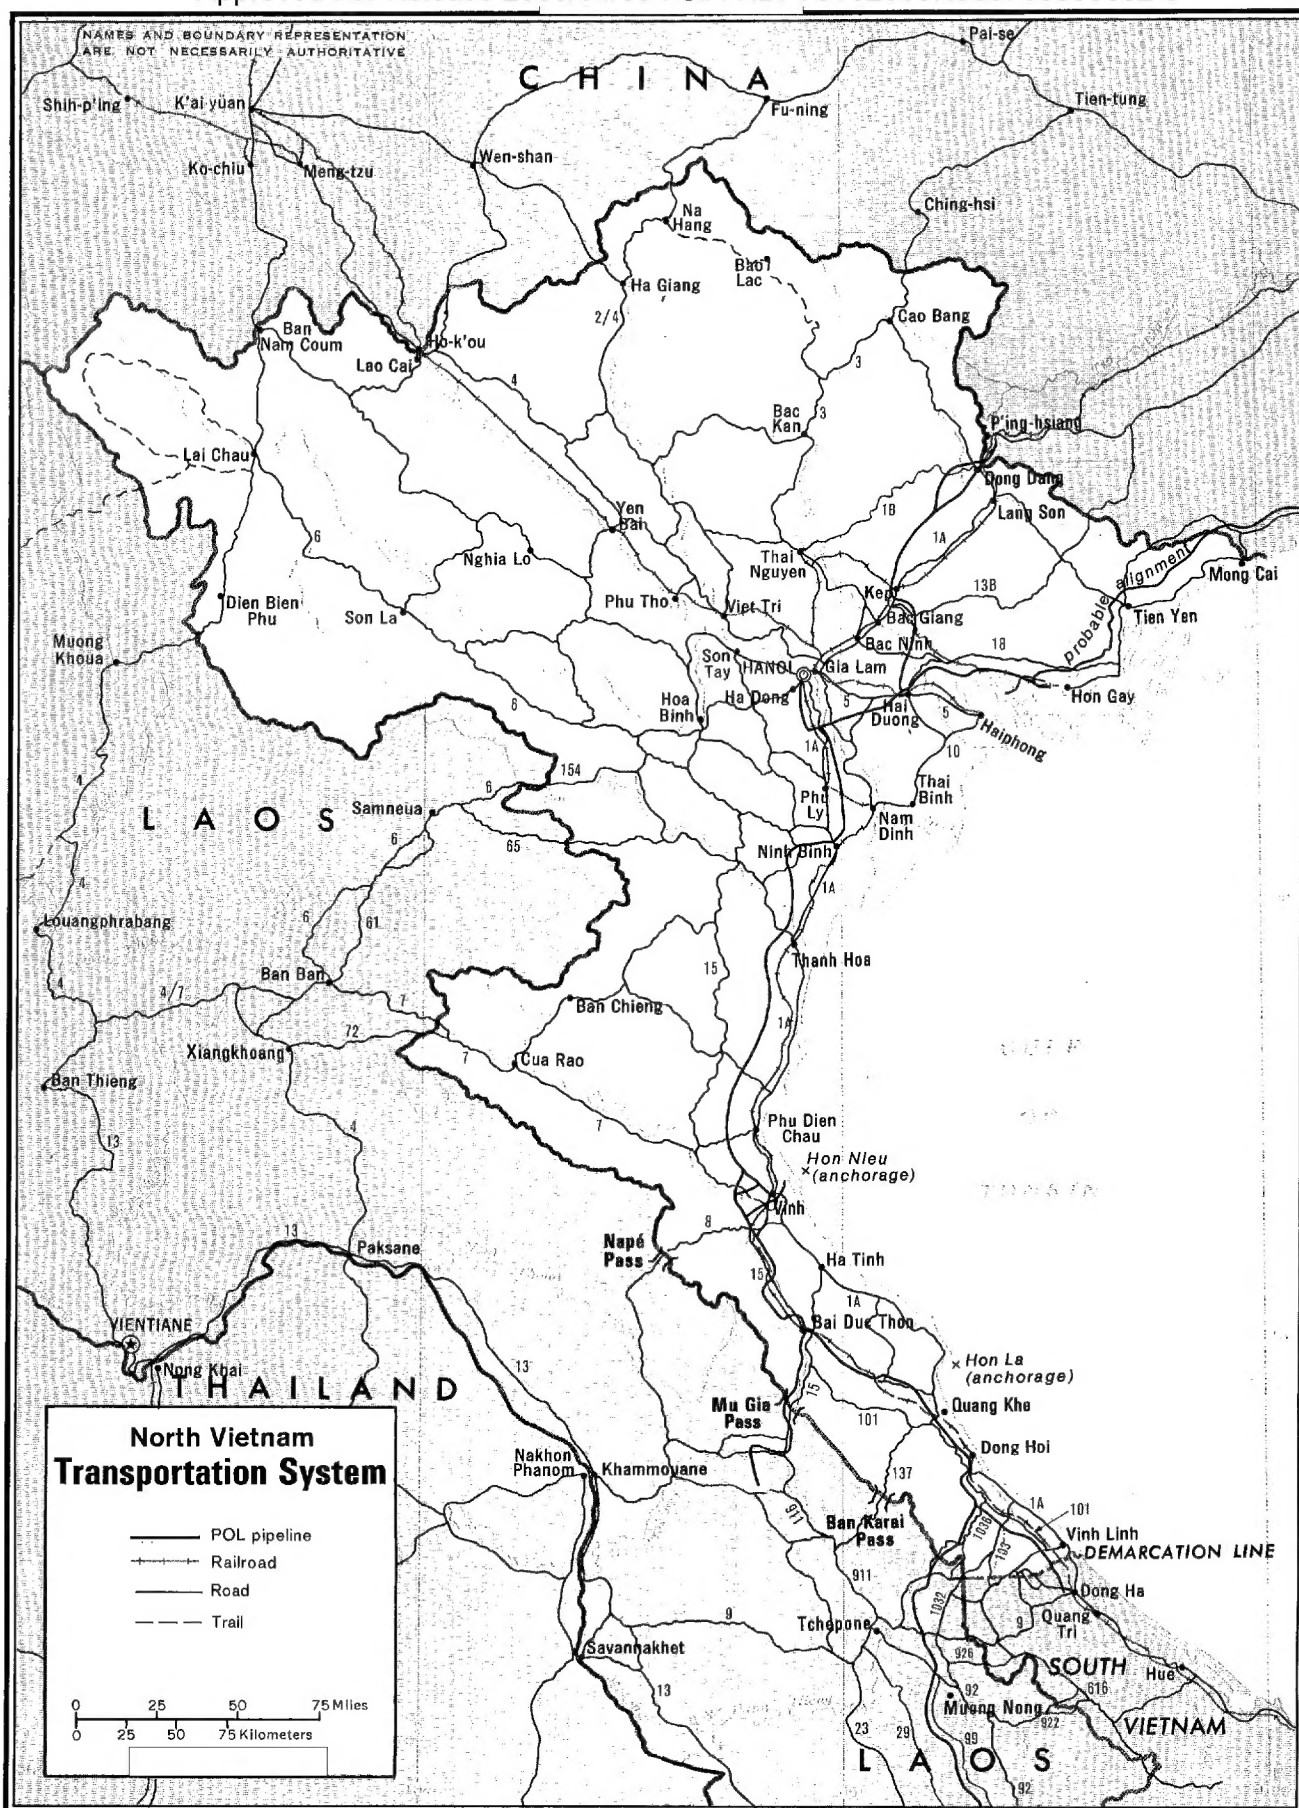 NAMES AND BOUNDARY REPRESENTATION
ARE NOT NECESSARILY AUTHORITATIVE
CHINA
Pai-se
Shih-p'ing
K'ai yüan
Fu-ning
Tien-tung
Ko-chiu
Meng-tzu
Wen-shan
Ching-hsi
Na
Hang
Bao
Lac
Ha Giang
2/4
Cao Bang
Ban
Nam Coum
Ho-k'ou
Lao Cai
4
3
Bac
Kan
3
P'ing-hsiang
Lai Chau
Dong Dang
Lang Son
Yen
Bai
1B
1A
6
Nghia Lo
Thai
Nguyen
alignment
Mong Cai
Dien Bien
Phu
Son La
Phu Tho
Viet Tri
Kep
13B
Bac Giang
probable
Tien Yen
Muong
Khoua
Son
Tay
HANOI
Gia Lam
Bac Ninh
18
Hoa
Binh
Ha Dong
5
Hai
Duong
5
Hon Gay
Haiphong
6
1A
10
4
154
6
Samneua
Phu
Ly
Thai
Binh
Nam
Dinh
LAOS
6
65
Ninh Binh
4
1A
Louangphrabang
6
61
Thanh Hoa
15
Ban Ban
4
4/7
7
Ban Chieng
1A
72
Xiangkhoang
7
Cua Rao
Ban Thieng
13
4
7
Phu Dien
Chau
Hon Nieu
(anchorage)
Vinh
8
Napé
Pass
13
Paksane
Ha Tinh
15
1A
Bai Duc Thon
VIENTIANE
Nong Khai
13
Hon La
(anchorage)
THAILAND
Mu Gia
Pass
15
101
Quang Khe
Dong Hoi
Nakhon
Phanom
Khammouane
137
911
Ban Karai
Pass
1A
101
1036
103
Vinh Linh
DEMARCATION LINE
911
1032
Dong Ha
9
Tchepone
9
Quang
Tri
Savannakhet
926
SOUTH
Hue
13
92
616
Muong Nong
922
VIETNAM
23
29
99
LAOS
92
North Vietnam
Transportation System
POL pipeline
Railroad
Road
Trail
0 25 50 75 Miles
0 25 50 75 Kilometers